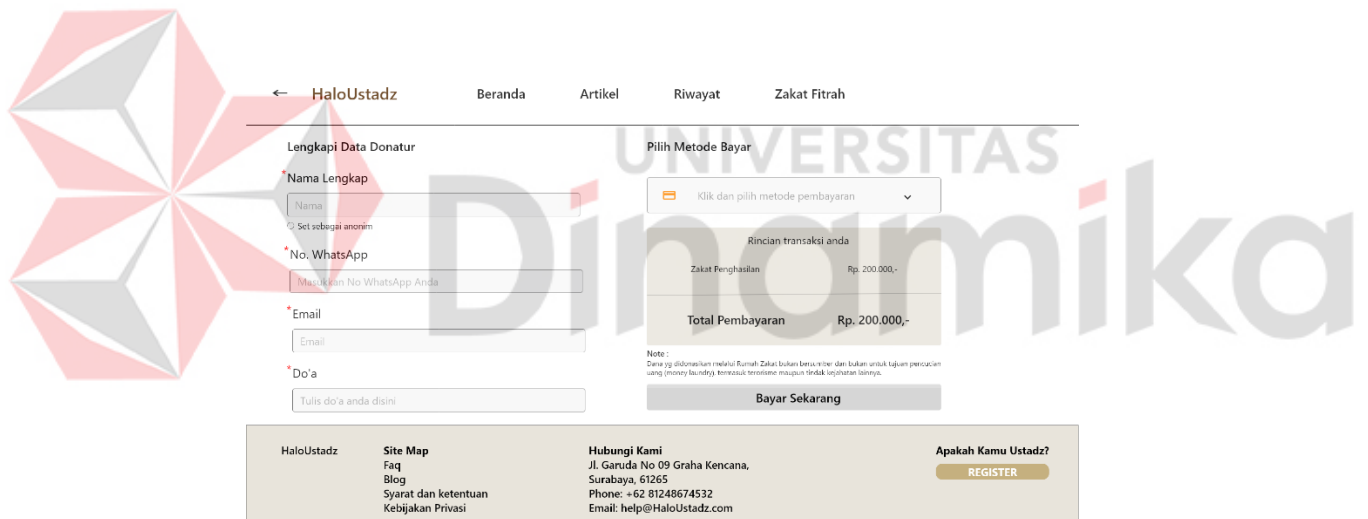 ← HaloUstadz Beranda Artikel Riwayat Zakat Fitrah
UNIVERSITAS
Dinamika
Lengkapi Data Donatur
*Nama Lengkap
Nama
Set sebagai anonim
*No. WhatsApp
Masukkan No WhatsApp Anda
*Email
Email
*Do'a
Tulis do'a anda disini
Pilih Metode Bayar
Klik dan pilih metode pembayaran
Rincian transaksi anda
Zakat Penghasilan Rp. 200.000,-
Total Pembayaran Rp. 200.000,-
Note :
Dana yg didonasikan melalui Rumah Zakat bukan bersumber dan bukan untuk tujuan pencucian
uang (money laundry), termasuk terorisme maupun tindak kejahatan lainnya.
Bayar Sekarang
HaloUstadz
Site Map
Faq
Blog
Syarat dan ketentuan
Kebijakan Privasi
Hubungi Kami
Jl. Garuda No 09 Graha Kencana,
Surabaya, 61265
Phone: +62 81248674532
Email: help@HaloUstadz.com
Apakah Kamu Ustadz?
REGISTER